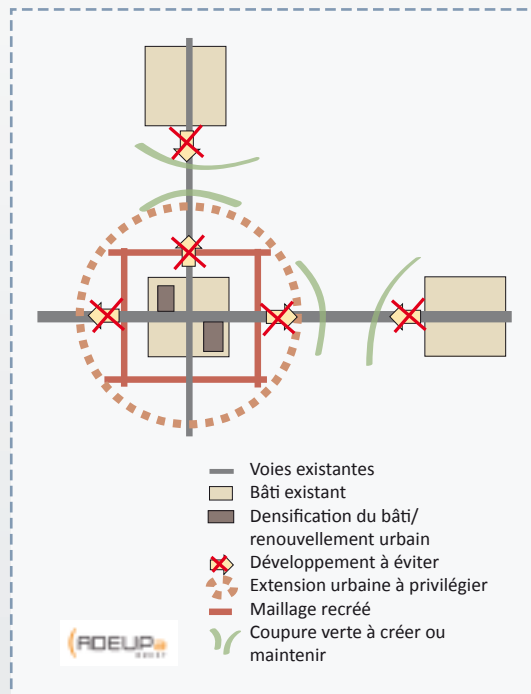 Voies existantes
Bâti existant
Densification du bâti/
renouvellement urbain
Développement à éviter
Extension urbaine à privilégier
Maillage recréé
Coupure verte à créer ou
maintenir
ADEUPa